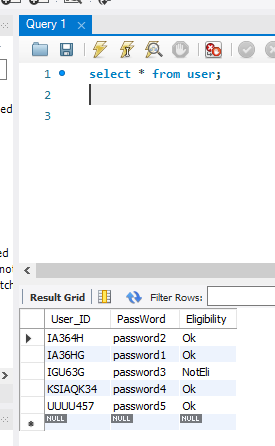 Query 1
ed
1 select * from user;
2
3
ed
not
tch
Result Grid Filter Rows:
User_ID PassWord Eligibility
IA364H password2 Ok
IA36HG password1 Ok
IGU63G password3 NotEli
KSIAQK34 password4 Ok
UUUU457 password5 Ok
NULL NULL NULL